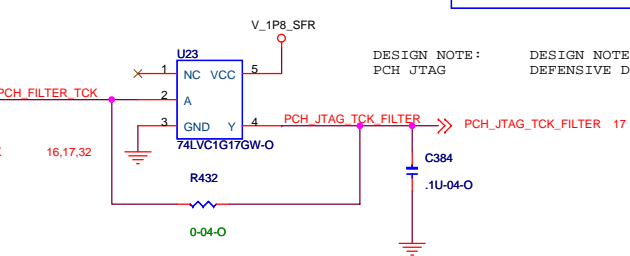 V_1P8_SFR
U23
DESIGN NOTE: DESIGN NOTE
PCH JTAG DEFENSIVE D
1 NC VCC 5
PCH_FILTER_TCK 2 A
3 GND Y 4 PCH_JTAG_TCK_FILTER PCH_JTAG_TCK_FILTER 17
74LVC1G17GW-O
16,17,32
C384
R432
.1U-04-O
0-04-O